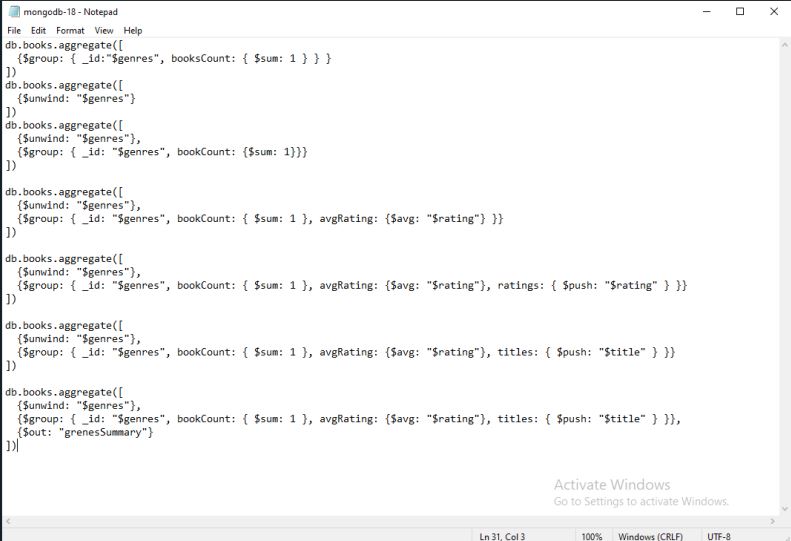 mongodb-18 - Notepad
File Edit Format View Help
db.books.aggregate([
  {$group: { _id:"$genres", booksCount: { $sum: 1 } } }
])
db.books.aggregate([
  {$unwind: "$genres"}
])
db.books.aggregate([
  {$unwind: "$genres"},
  {$group: { _id: "$genres", bookCount: {$sum: 1}}}
])

db.books.aggregate([
  {$unwind: "$genres"},
  {$group: { _id: "$genres", bookCount: { $sum: 1 }, avgRating: {$avg: "$rating"} }}
])

db.books.aggregate([
  {$unwind: "$genres"},
  {$group: { _id: "$genres", bookCount: { $sum: 1 }, avgRating: {$avg: "$rating"}, ratings: { $push: "$rating" } }}
])

db.books.aggregate([
  {$unwind: "$genres"},
  {$group: { _id: "$genres", bookCount: { $sum: 1 }, avgRating: {$avg: "$rating"}, titles: { $push: "$title" } }}
])

db.books.aggregate([
  {$unwind: "$genres"},
  {$group: { _id: "$genres", bookCount: { $sum: 1 }, avgRating: {$avg: "$rating"}, titles: { $push: "$title" } }},
  {$out: "grenesSummary"}
])
Activate Windows
Go to Settings to activate Windows.
Ln 31, Col 3 100% Windows (CRLF) UTF-8